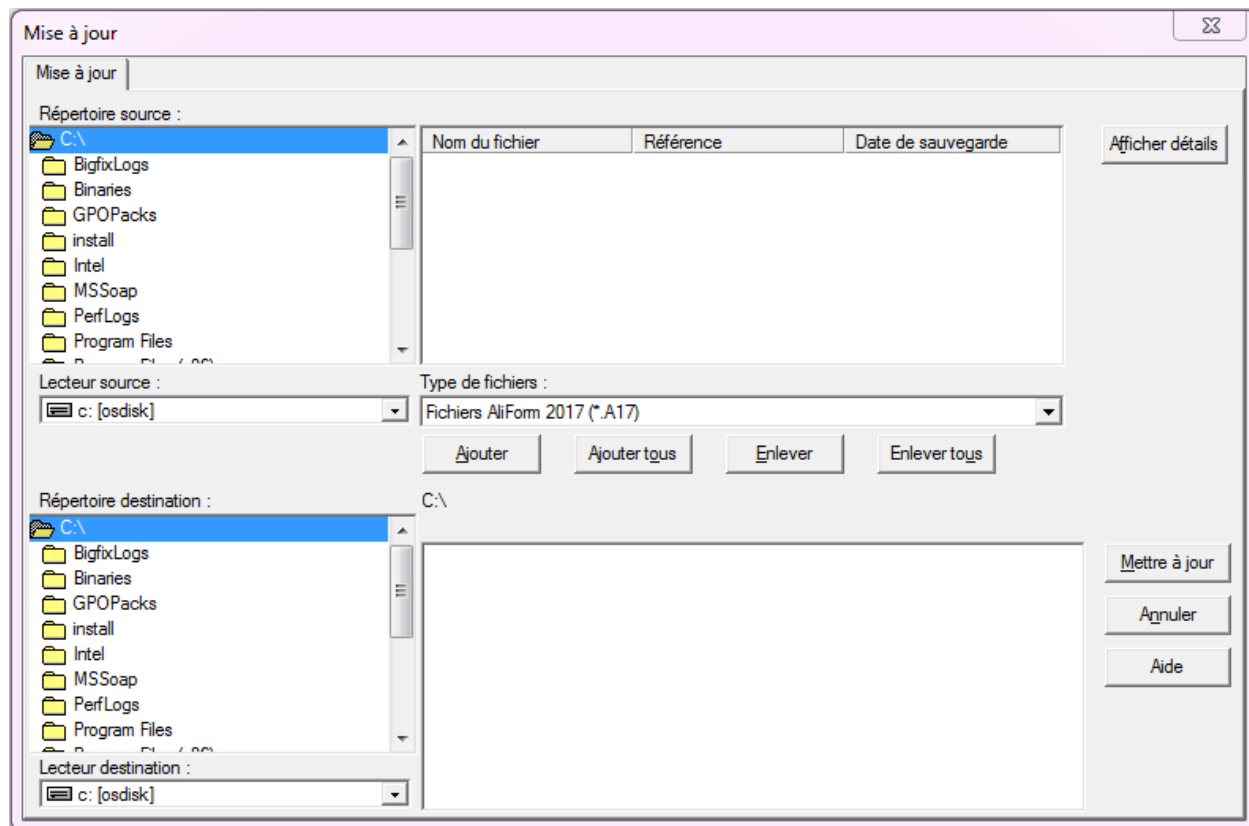 Mise à jour
Mise à jour
Répertoire source :
C:\
BigfixLogs
Binaries
GPOPacks
install
Intel
MSSoap
PerfLogs
Program Files
Nom du fichier Référence Date de sauvegarde
Afficher détails
Lecteur source :
c: [osdisk]
Type de fichiers :
Fichiers AliForm 2017 (*.A17)
Ajouter Ajouter tous Enlever Enlever tous
Répertoire destination :
C:\
C:\
BigfixLogs
Binaries
GPOPacks
install
Intel
MSSoap
PerfLogs
Program Files
Mettre à jour
Annuler
Aide
Lecteur destination :
c: [osdisk]